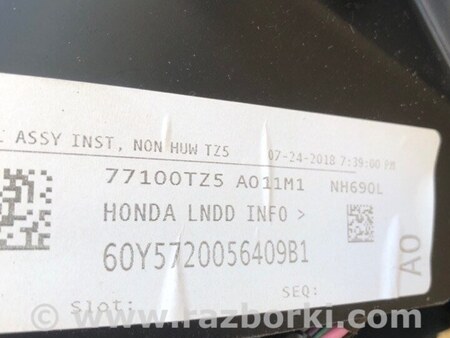 ASSY INST, NON HUW TZ5 07-24-2018 7:39:00 PM
77100TZ5 A011M1 NH690L
HONDA LNDD INFO >
60Y5720056409B1
A0
Slot: SEQ:
www.razborki.com